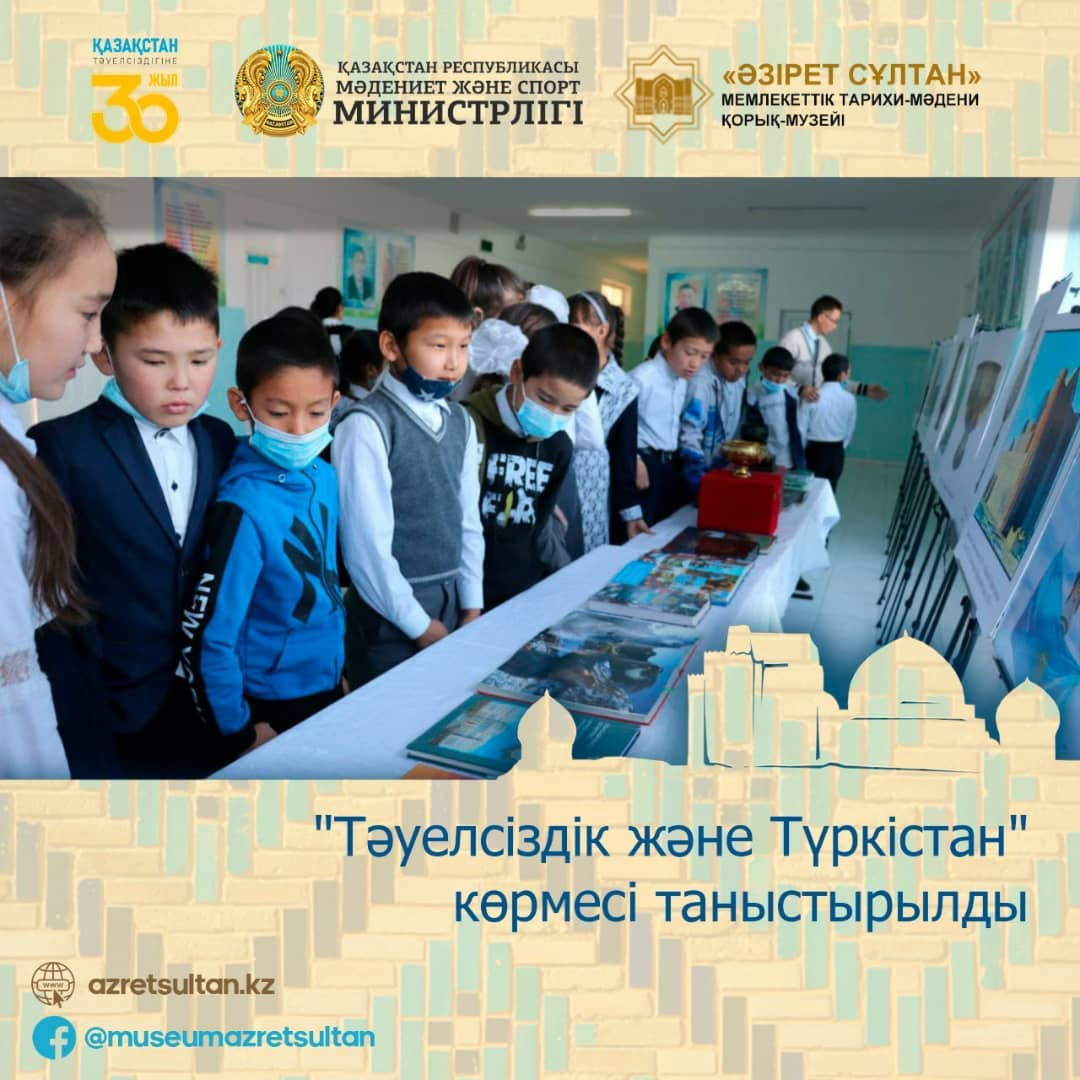 ҚАЗАҚСТАН
ТӘУЕЛСІЗДІГІНЕ
30 ЖЫЛ
ҚАЗАҚСТАН РЕСПУБЛИКАСЫ
МӘДЕНИЕТ ЖӘНЕ СПОРТ
МИНИСТРЛІГІ
«ӘЗІРЕТ СҰЛТАН»
МЕМЛЕКЕТТІК ТАРИХИ-МӘДЕНИ
ҚОРЫҚ-МУЗЕЙІ
FREE
NEW
"Тәуелсіздік және Түркістан"
көрмесі таныстырылды
www
azretsultan.kz
@museumazretsultan